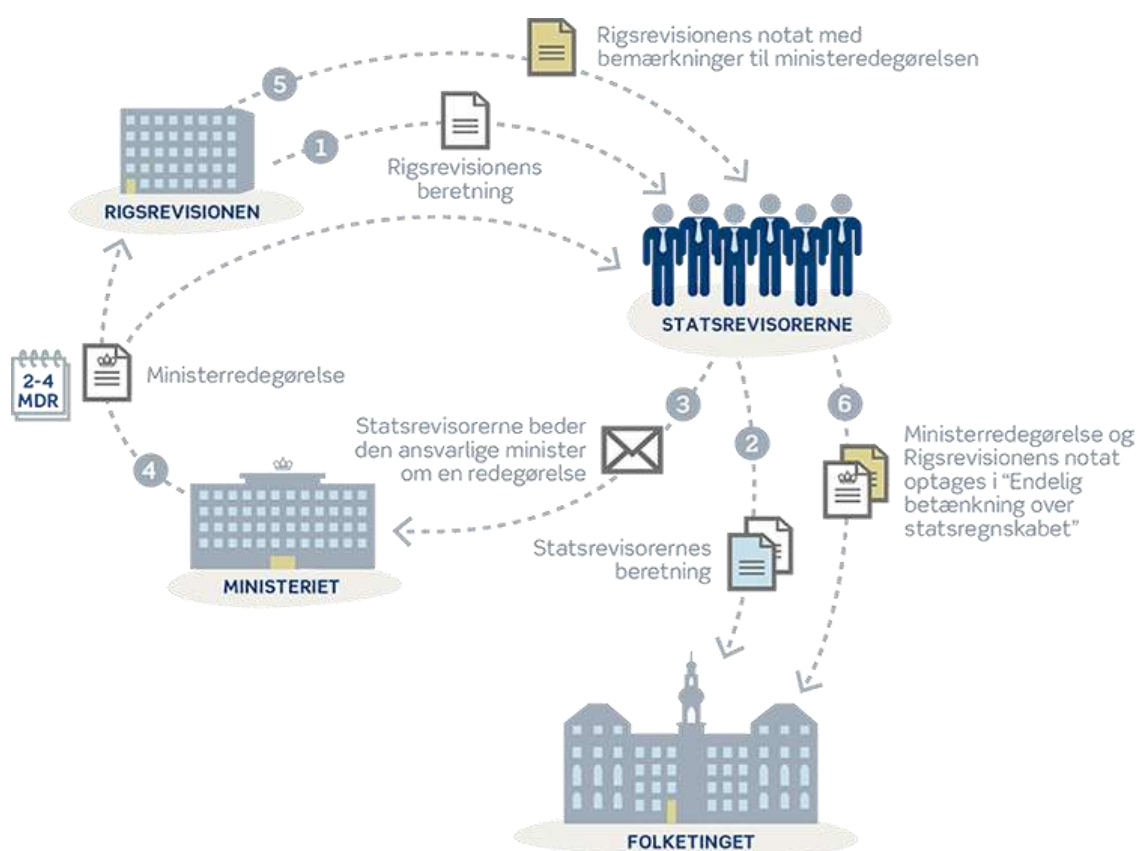 Rigsrevisionens notat med
bemærkninger til ministeredegørelsen
5
1
Rigsrevisionens
beretning
RIGSREVISIONEN
STATSREVISORERNE
2-4
MDR
Ministerredegørelse
3
6
Statsrevisorerne beder
den ansvarlige minister
om en redegørelse
2
Ministerredegørelse og
Rigsrevisionens notat
optages i “Endelig
betænkning over
statsregnskabet”
4
Statsrevisorernes
beretning
MINISTERIET
FOLKETINGET